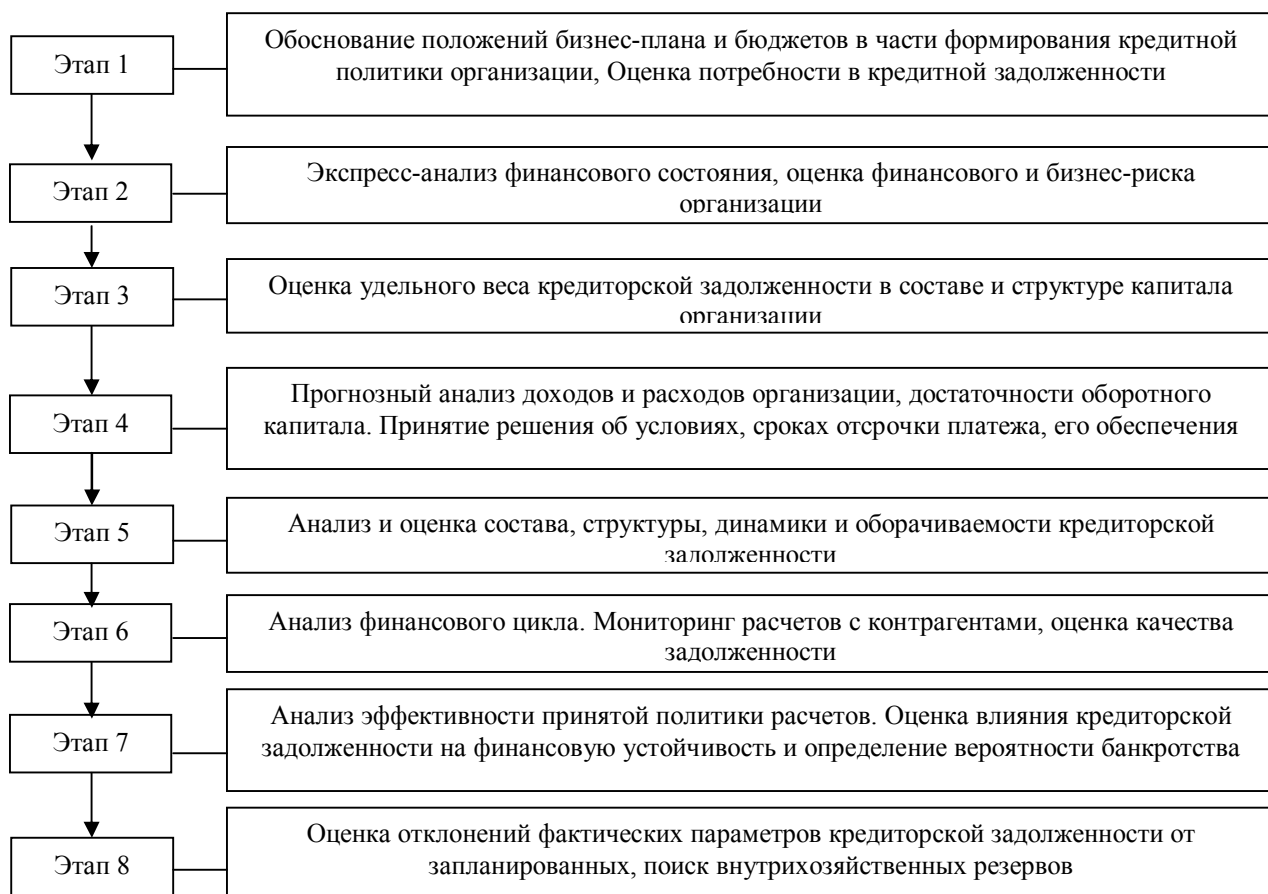 Этап 1
Обоснование положений бизнес-плана и бюджетов в части формирования кредитной
политики организации, Оценка потребности в кредитной задолженности
Этап 2
Экспресс-анализ финансового состояния, оценка финансового и бизнес-риска
организации
Этап 3
Оценка удельного веса кредиторской задолженности в составе и структуре капитала
организации
Этап 4
Прогнозный анализ доходов и расходов организации, достаточности оборотного
капитала. Принятие решения об условиях, сроках отсрочки платежа, его обеспечения
Этап 5
Анализ и оценка состава, структуры, динамики и оборачиваемости кредиторской
задолженности
Этап 6
Анализ финансового цикла. Мониторинг расчетов с контрагентами, оценка качества
задолженности
Этап 7
Анализ эффективности принятой политики расчетов. Оценка влияния кредиторской
задолженности на финансовую устойчивость и определение вероятности банкротства
Этап 8
Оценка отклонений фактических параметров кредиторской задолженности от
запланированных, поиск внутрихозяйственных резервов